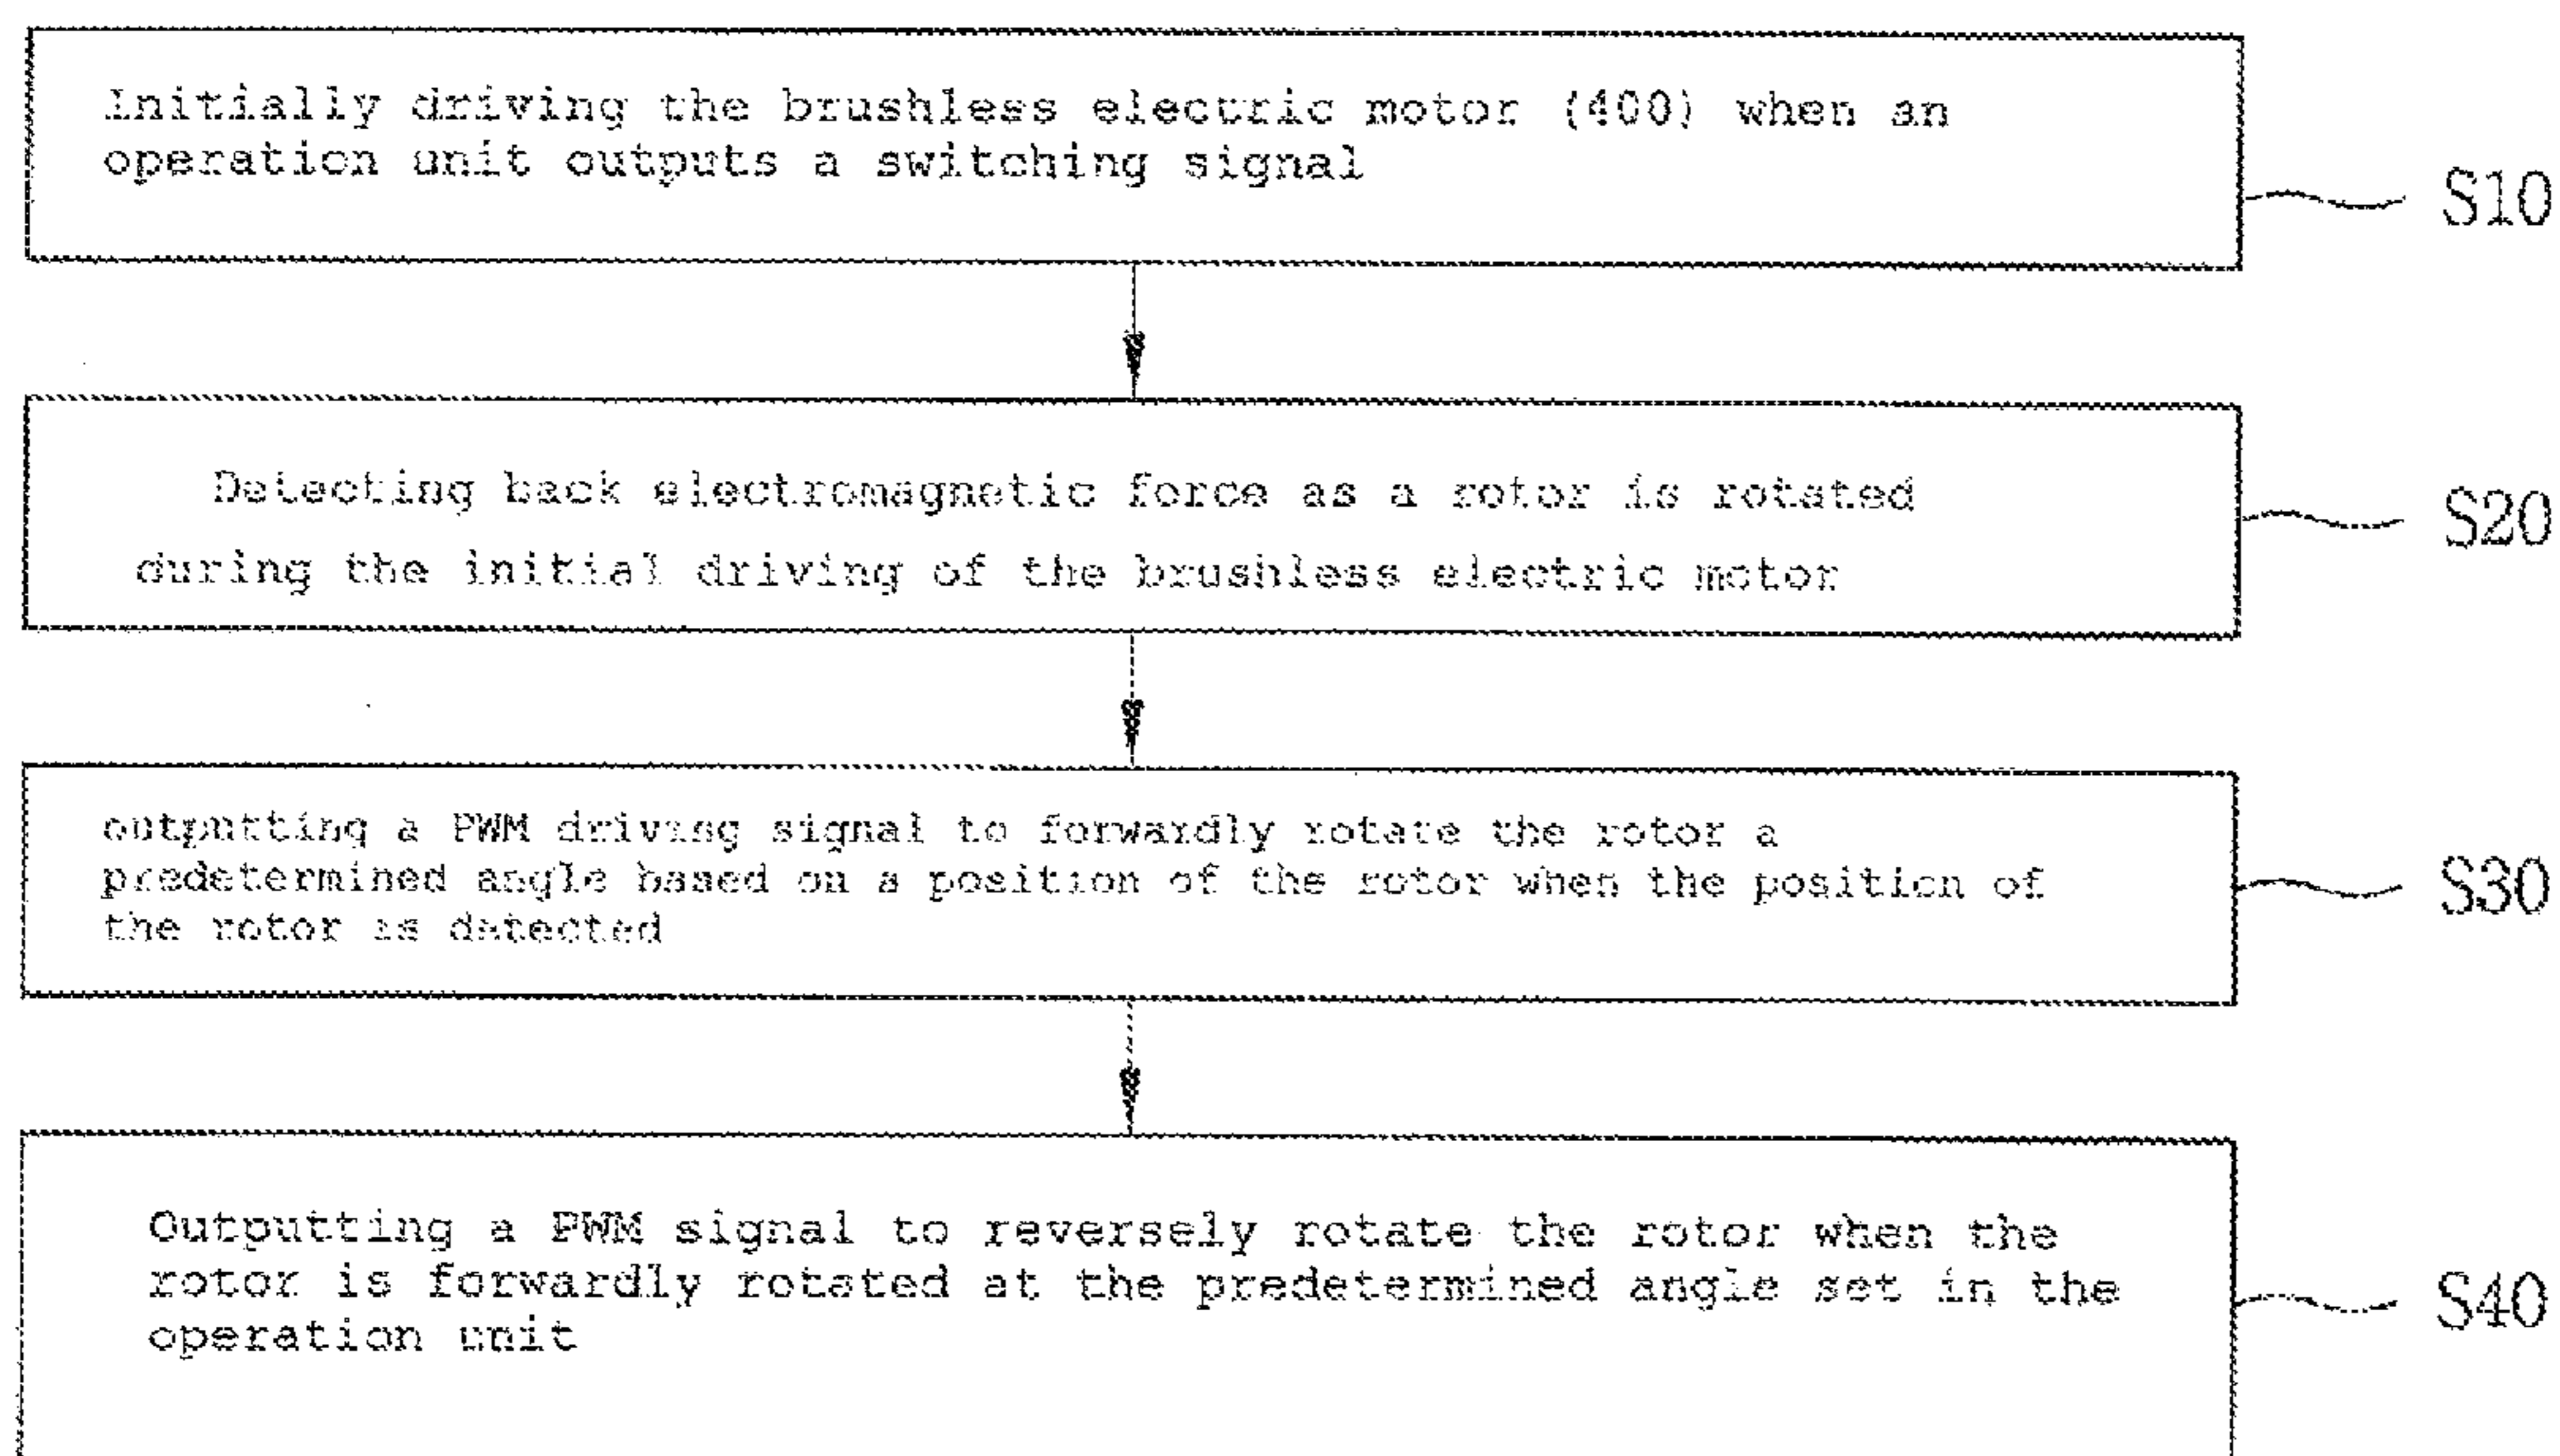 Initially driving the brushless electric motor (400) when an
operation unit outputs a switching signal
S10
Detecting back electromagnetic force as a rotor is rotated
during the initial driving of the brushless electric motor
S20
outputting a PWM driving signal to forwardly rotate the rotor a
predetermined angle based on a position of the rotor when the position of
the rotor is detected
S30
Outputting a PWM signal to reversely rotate the rotor when the
rotor is forwardly rotated at the predetermined angle set in the
operation unit
S40